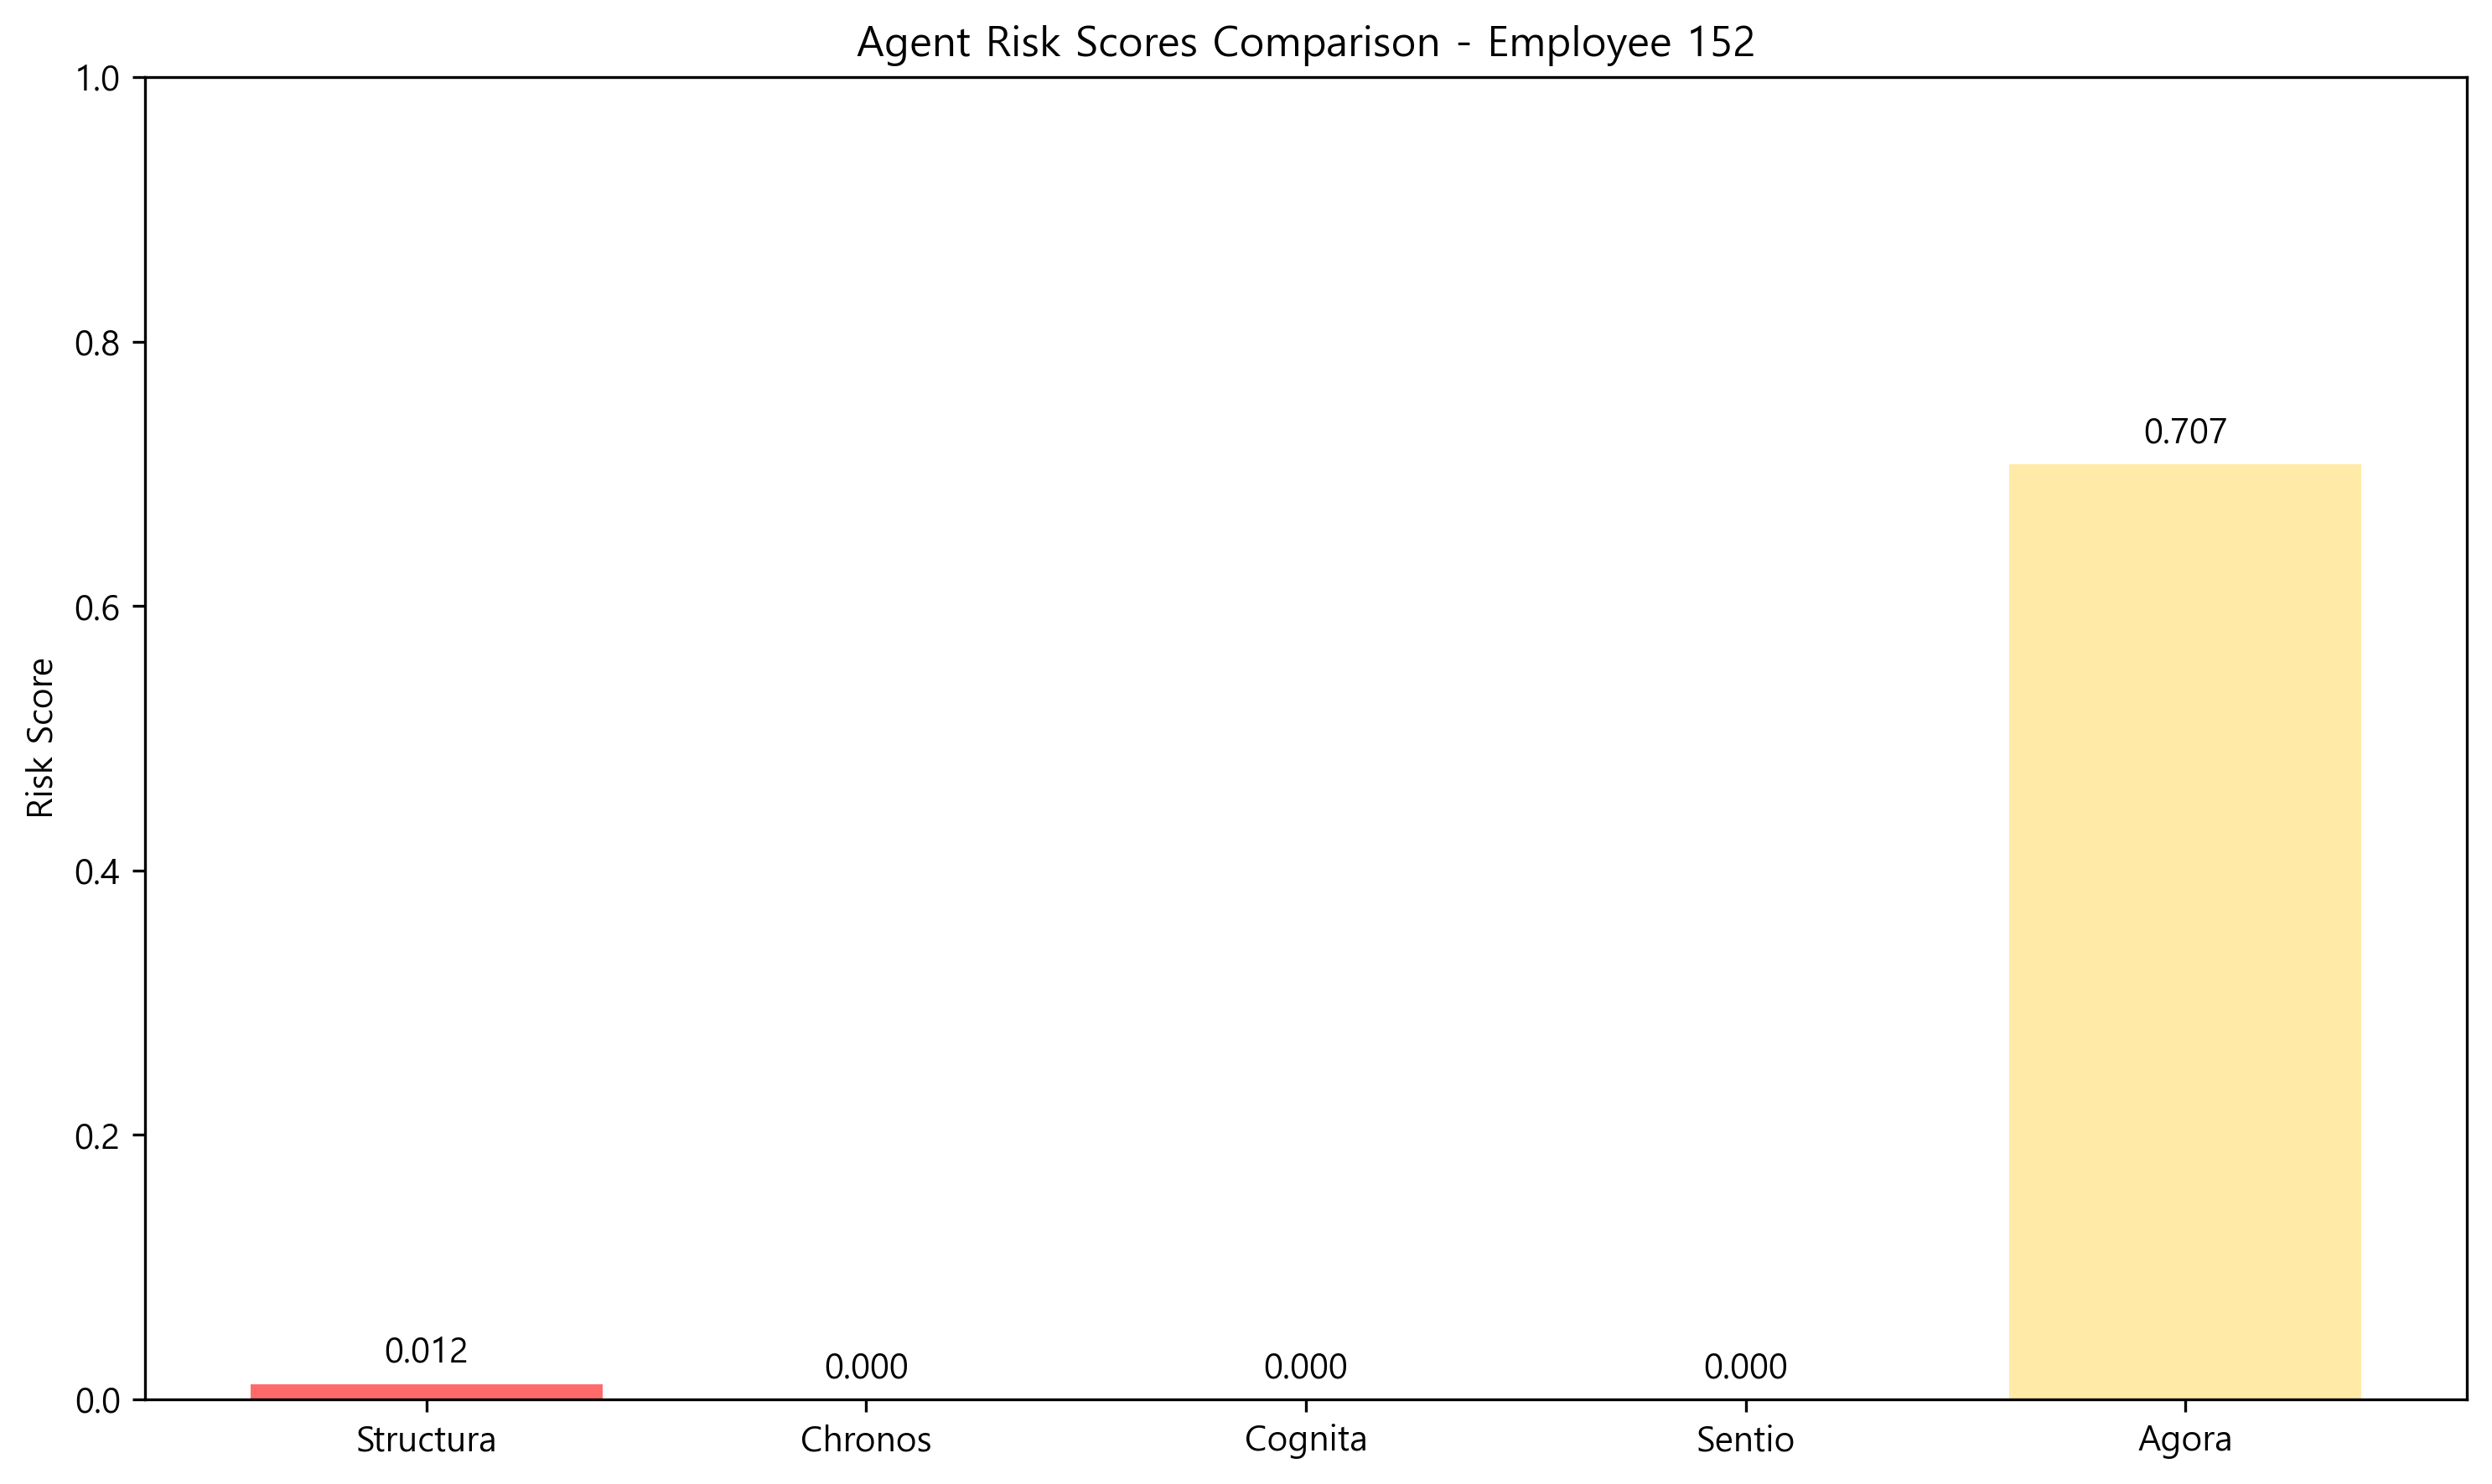 Agent Risk Scores Comparison - Employee 152
Risk Score
1.0
0.8
0.6
0.4
0.2
0.0
0.012
0.000
0.000
0.000
0.707
Structura
Chronos
Cognita
Sentio
Agora